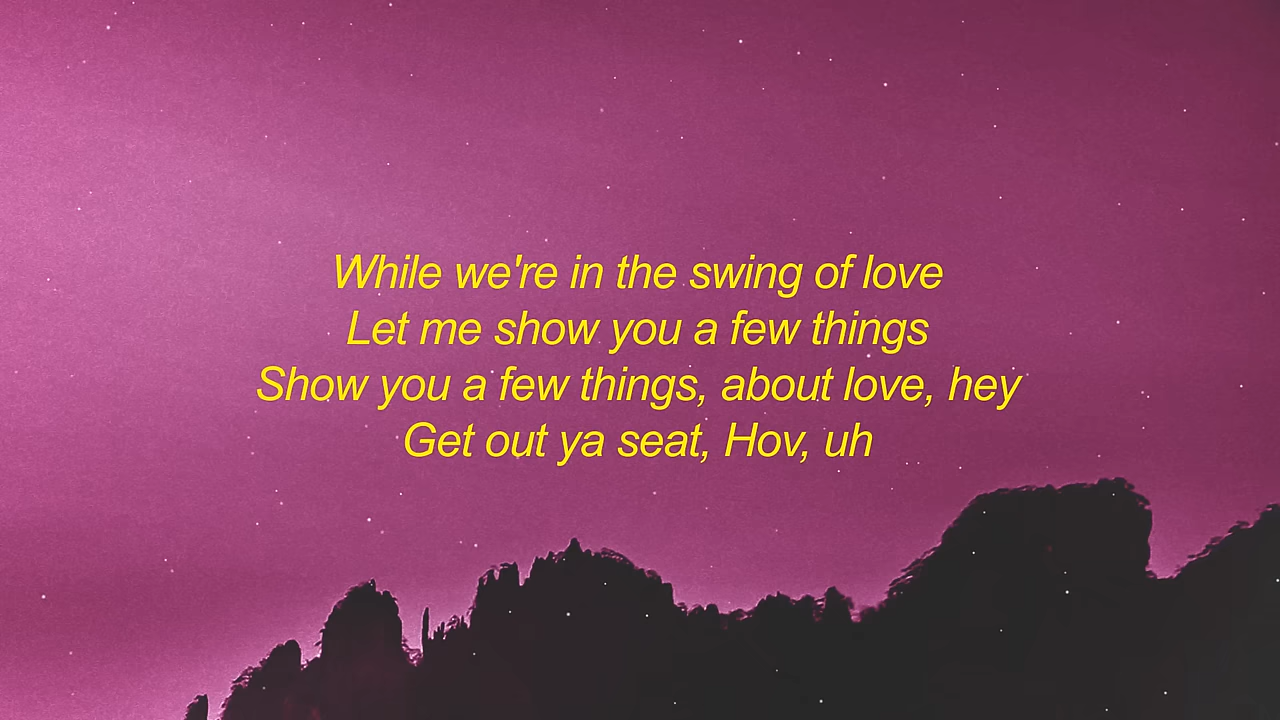 While we're in the swing of love
Let me show you a few things
Show you a few things, about love, hey
Get out ya seat, Hov, uh